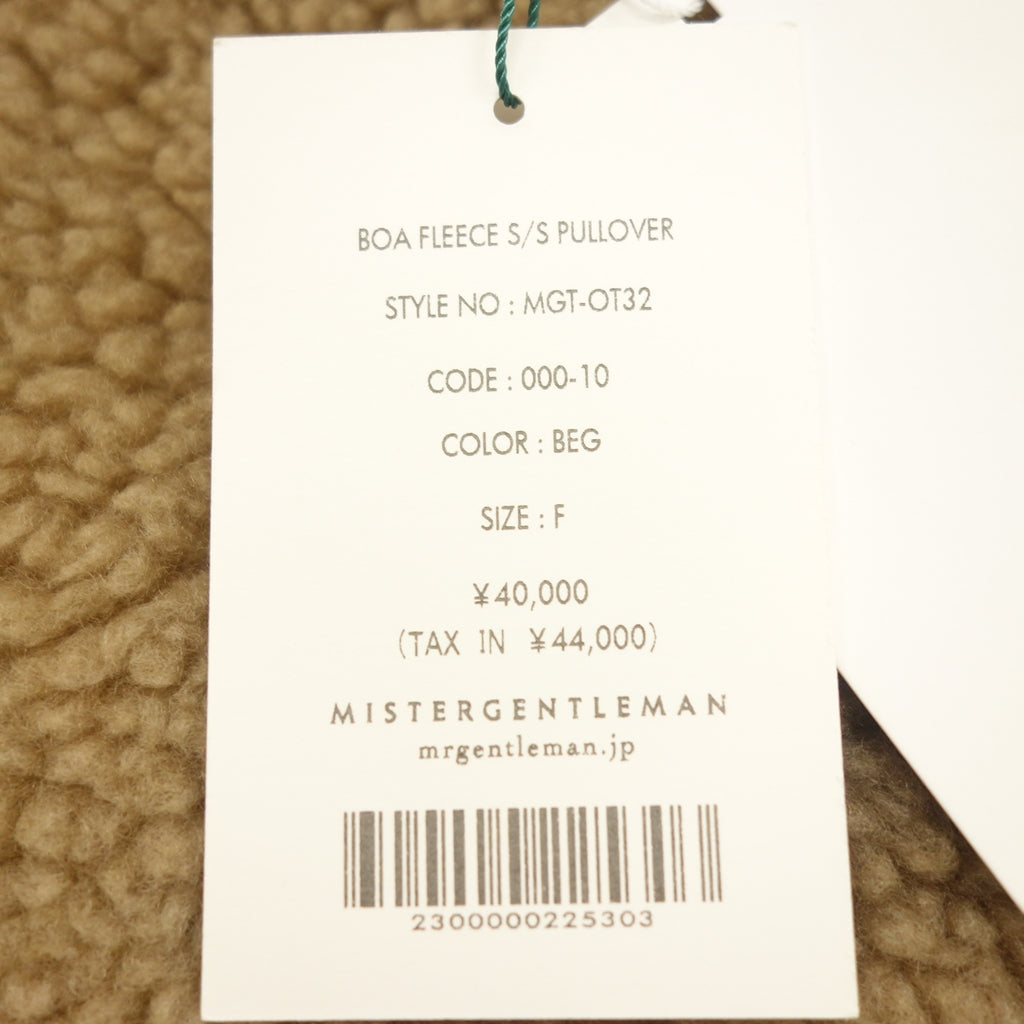 BOA FLEECE S/S PULLOVER
STYLE NO : MGT-OT32
CODE : 000-10
COLOR : BEG
SIZE : F
¥40,000
(TAX IN ¥44,000)
MISTERGENTLEMAN
mrgentleman.jp
2300000225303